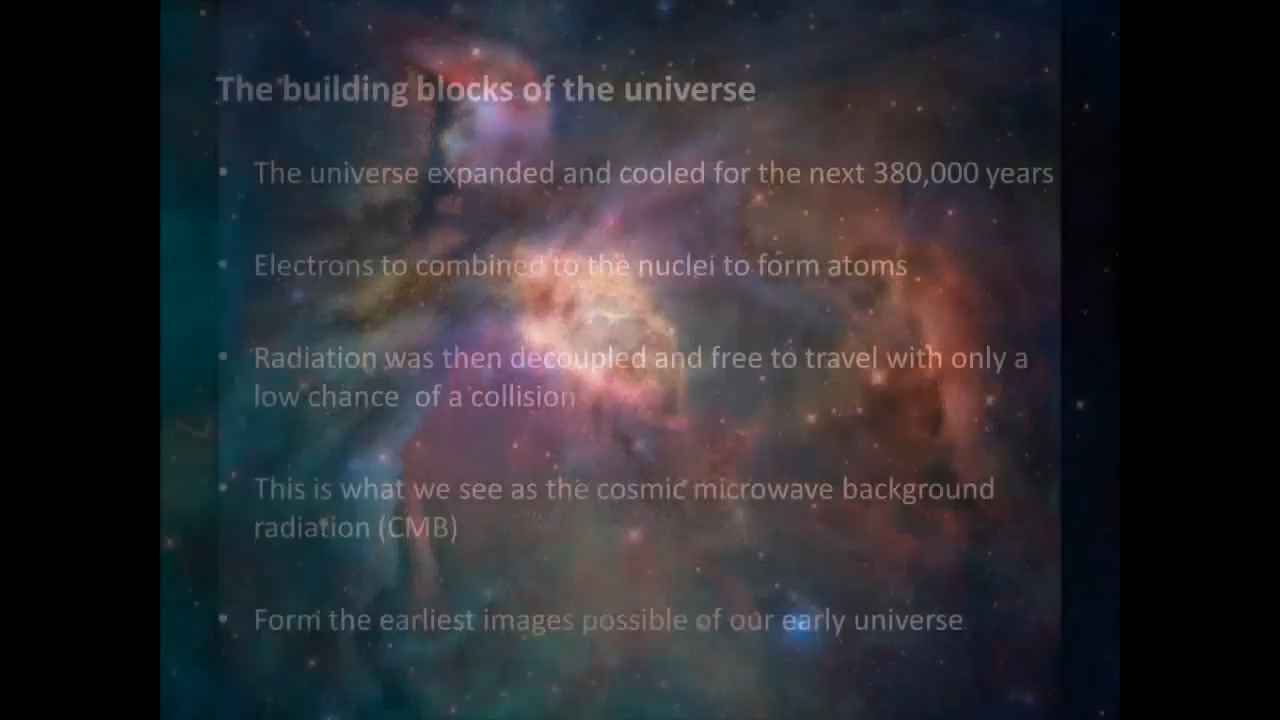 The building blocks of the universe
• The universe expanded and cooled for the next 380,000 years
• Electrons to combined to the nuclei to form atoms
• Radiation was then decoupled and free to travel with only a
low chance  of a collision
• This is what we see as the cosmic microwave background
radiation (CMB)
• Form the earliest images possible of our early universe